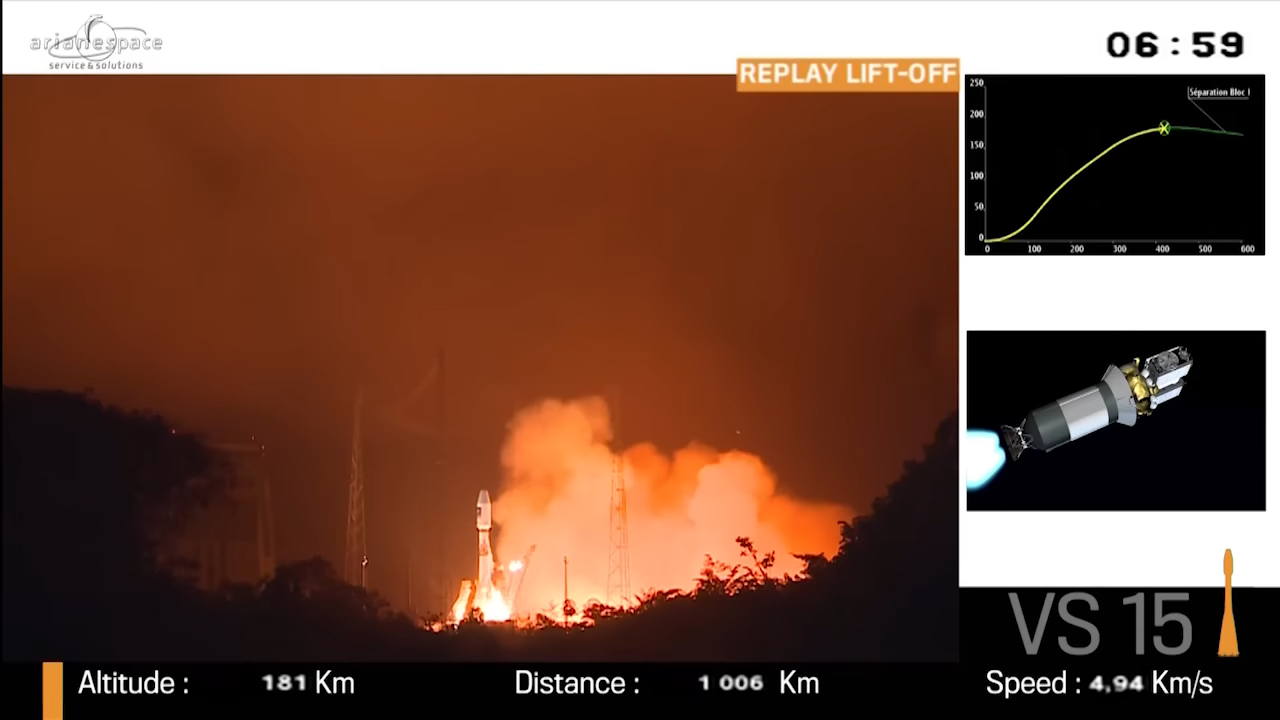 arianespace
service & solutions
06 : 59
REPLAY LIFT-OFF
250
200
150
100
50
0
0 100 200 300 400 500 600
Séparation Bloc I
VS 15
Altitude : 181 Km Distance : 1 006 Km Speed : 4,94 Km/s